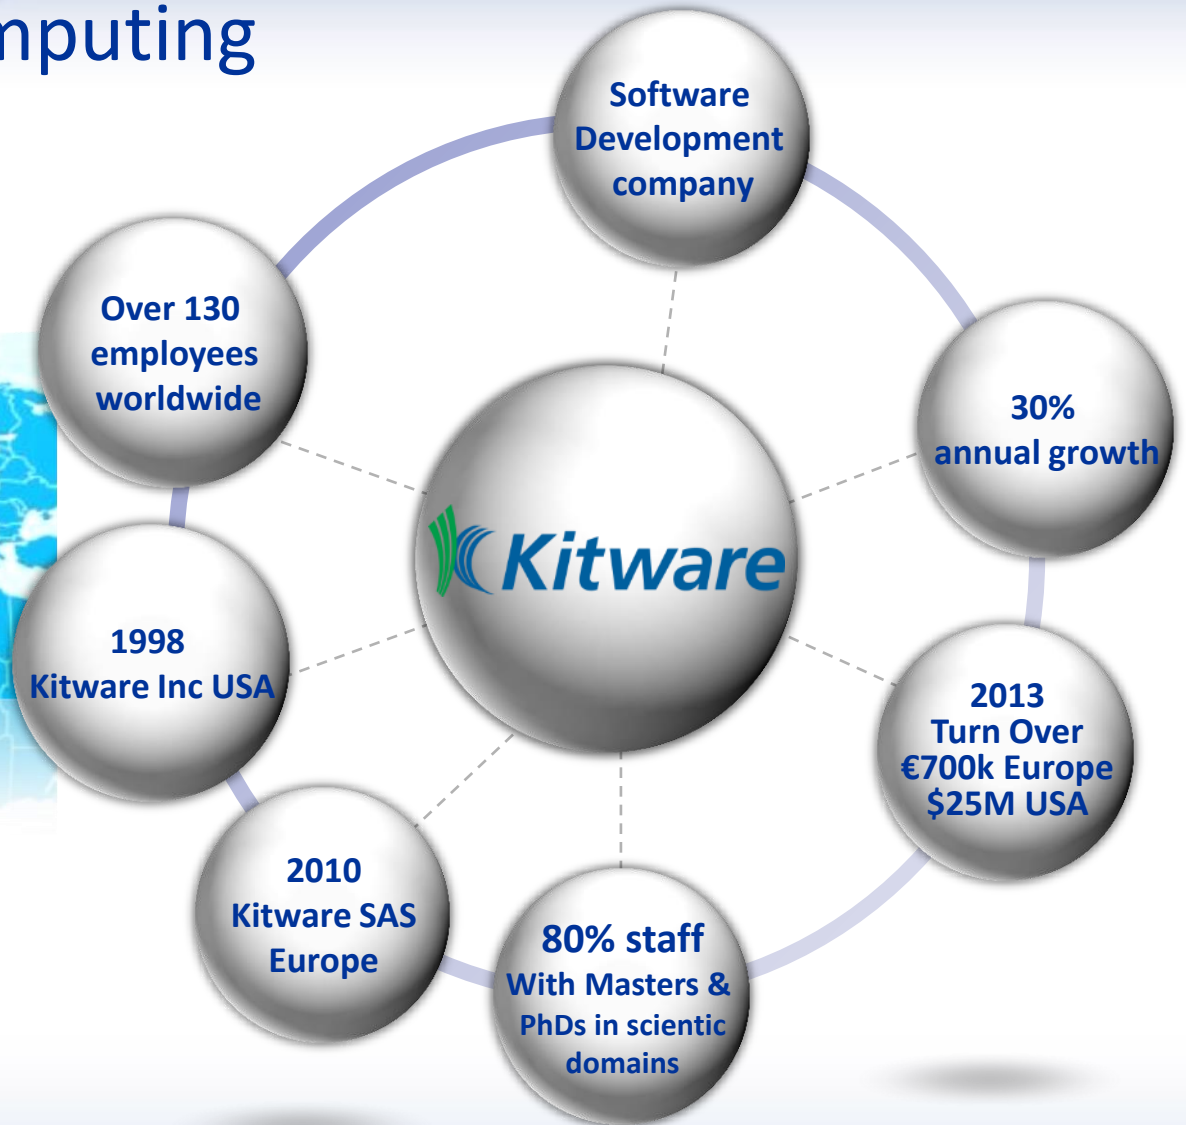 mputing
Software
Development
company
30%
annual growth
2013
Turn Over
€700k Europe
$25M USA
80% staff
With Masters &
PhDs in scientic
domains
2010
Kitware SAS
Europe
1998
Kitware Inc USA
Over 130
employees
worldwide
Kitware